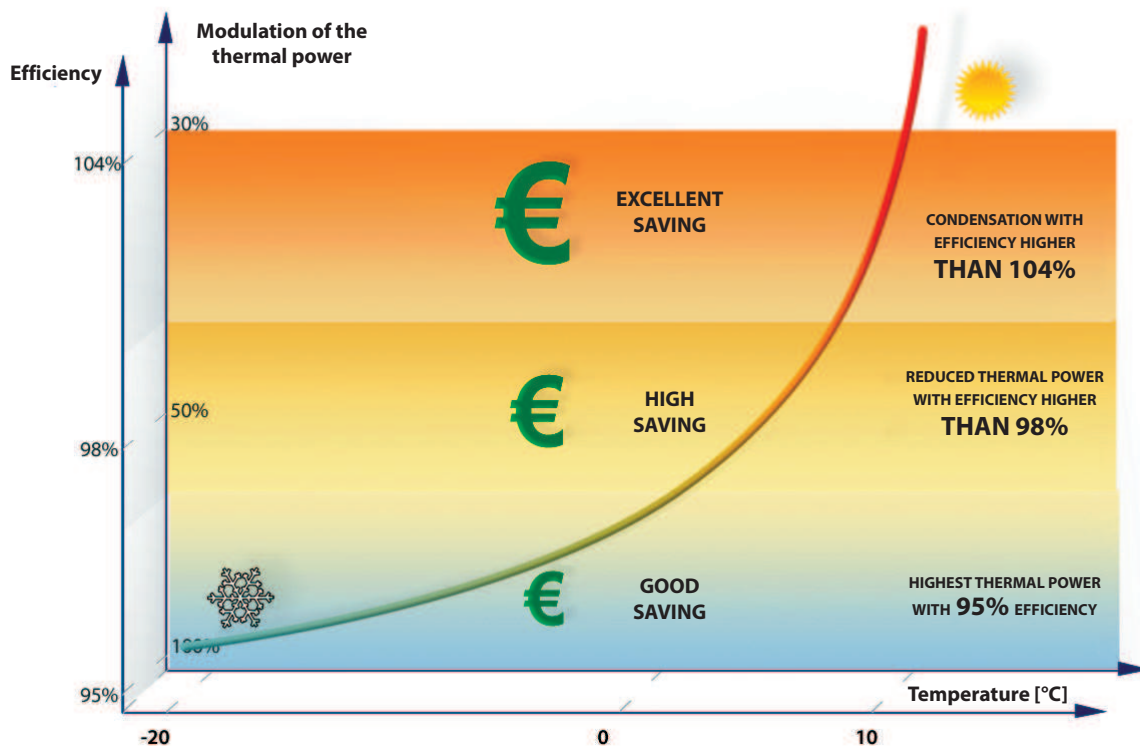 Modulation of the
thermal power
Efficiency
30%
104%
€
EXCELLENT
SAVING
CONDENSATION WITH
EFFICIENCY HIGHER
THAN 104%
50%
98%
€
HIGH
SAVING
REDUCED THERMAL POWER
WITH EFFICIENCY HIGHER
THAN 98%
€
GOOD
SAVING
HIGHEST THERMAL POWER
WITH 95% EFFICIENCY
100%
95%
Temperature [°C]
-20
0
10